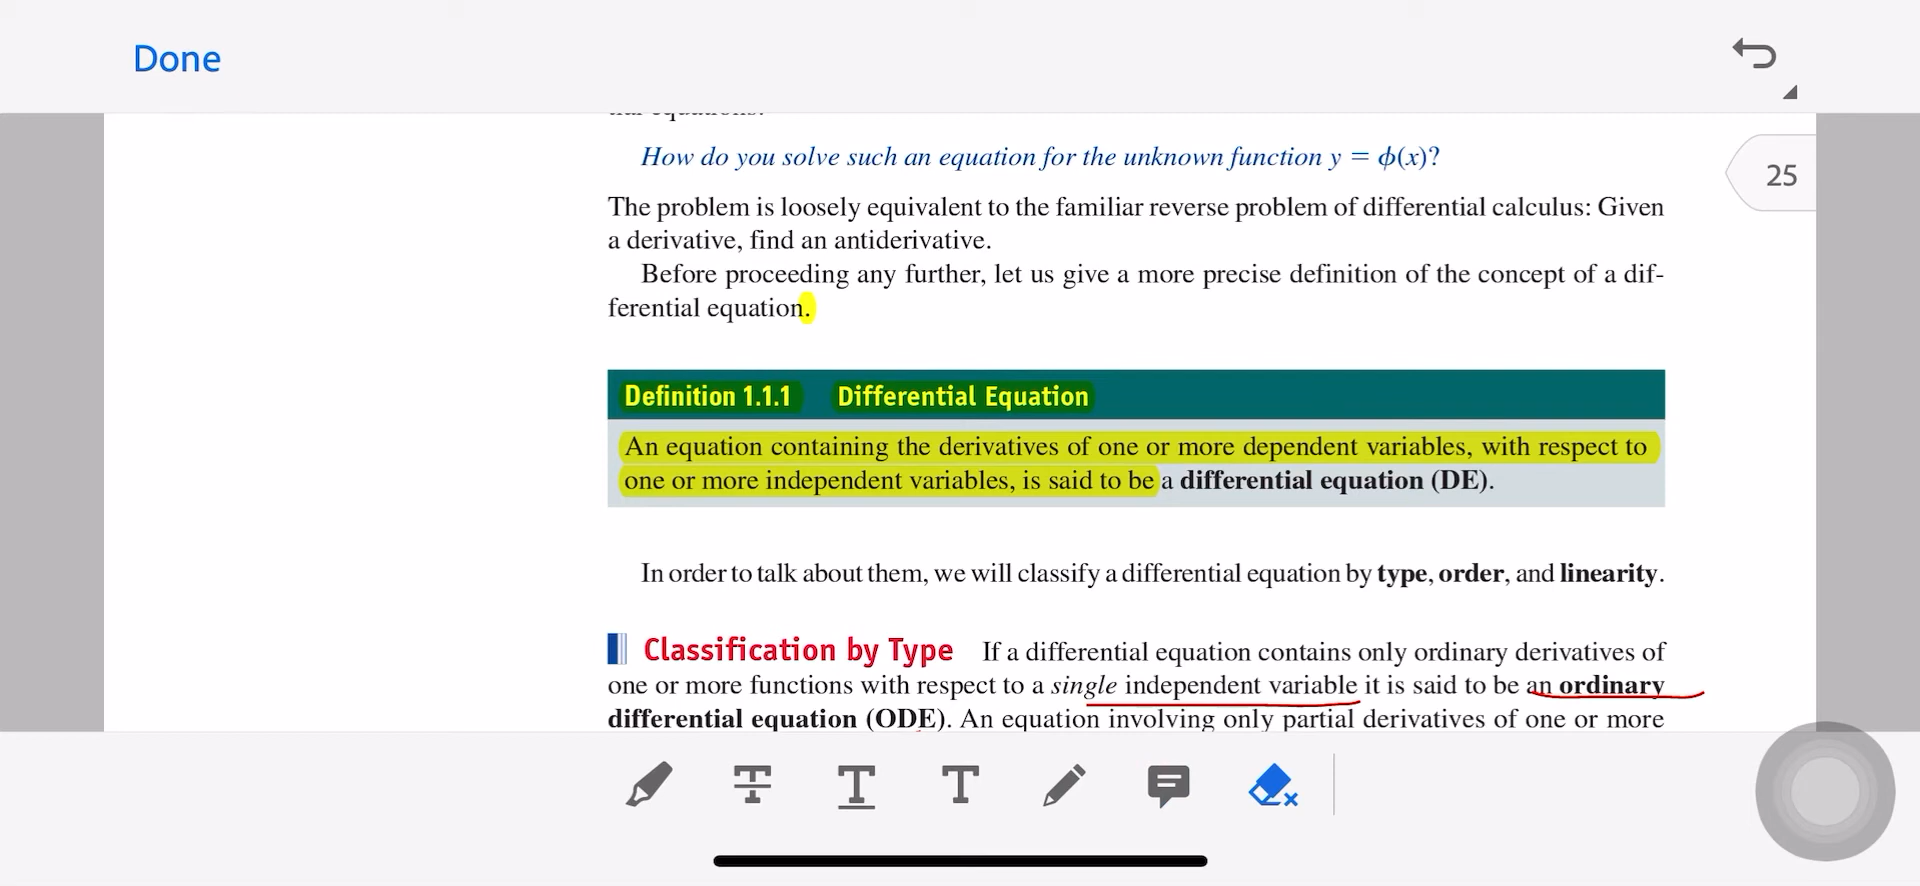 Done
25
How do you solve such an equation for the unknown function y = ϕ(x)?
The problem is loosely equivalent to the familiar reverse problem of differential calculus: Given
a derivative, find an antiderivative.
Before proceeding any further, let us give a more precise definition of the concept of a dif-
ferential equation.
Definition 1.1.1 Differential Equation
An equation containing the derivatives of one or more dependent variables, with respect to
one or more independent variables, is said to be a differential equation (DE).
In order to talk about them, we will classify a differential equation by type, order, and linearity.
Classification by Type If a differential equation contains only ordinary derivatives of
one or more functions with respect to a single independent variable it is said to be an ordinary
differential equation (ODE). An equation involving only partial derivatives of one or more